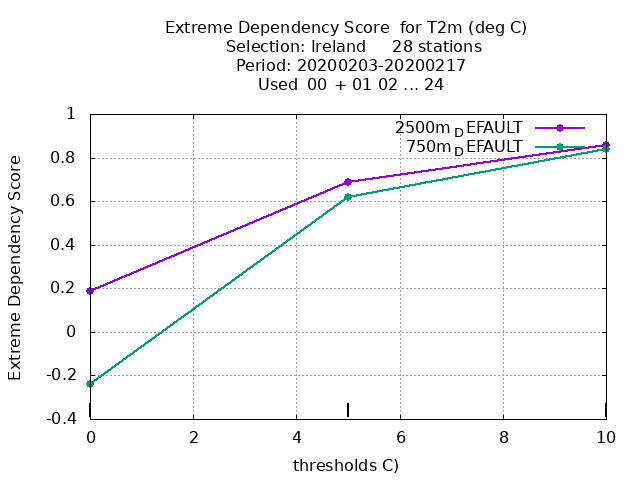 Extreme Dependency Score  for T2m (deg C)
Selection: Ireland     28 stations
Period: 20200203-20200217
Used  00 + 01 02 ... 24
2500m_DEFAULT
750m_DEFAULT
Extreme Dependency Score
1
0.8
0.6
0.4
0.2
0
-0.2
-0.4
0 2 4 6 8 10
thresholds C)